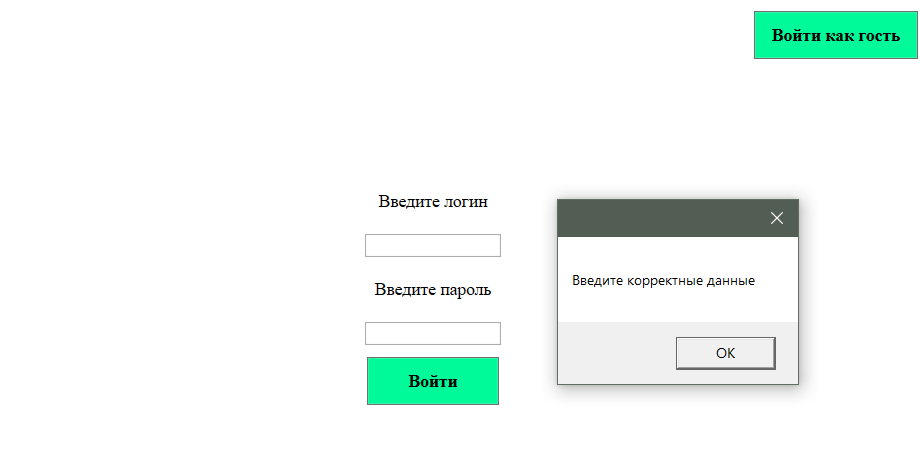 Войти как гость
Введите логин
Введите пароль
Войти
Введите корректные данные
OK